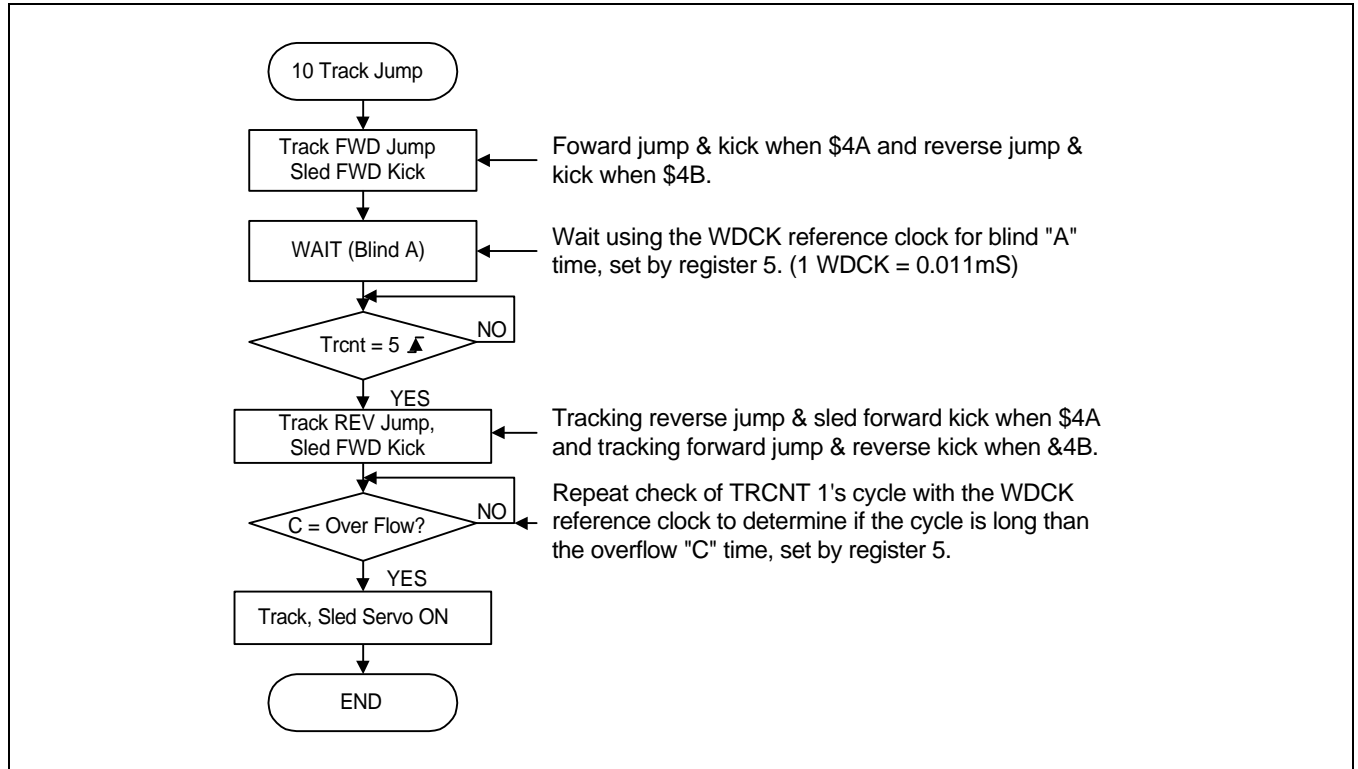 10 Track Jump
Track FWD Jump
Sled FWD Kick
Foward jump & kick when $4A and reverse jump &
kick when $4B.
WAIT (Blind A)
Wait using the WDCK reference clock for blind "A"
time, set by register 5. (1 WDCK = 0.011mS)
Trcnt = 5
NO
YES
Track REV Jump,
Sled FWD Kick
Tracking reverse jump & sled forward kick when $4A
and tracking forward jump & reverse kick when &4B.
C = Over Flow?
NO
Repeat check of TRCNT 1's cycle with the WDCK
reference clock to determine if the cycle is long than
the overflow "C" time, set by register 5.
YES
Track, Sled Servo ON
END